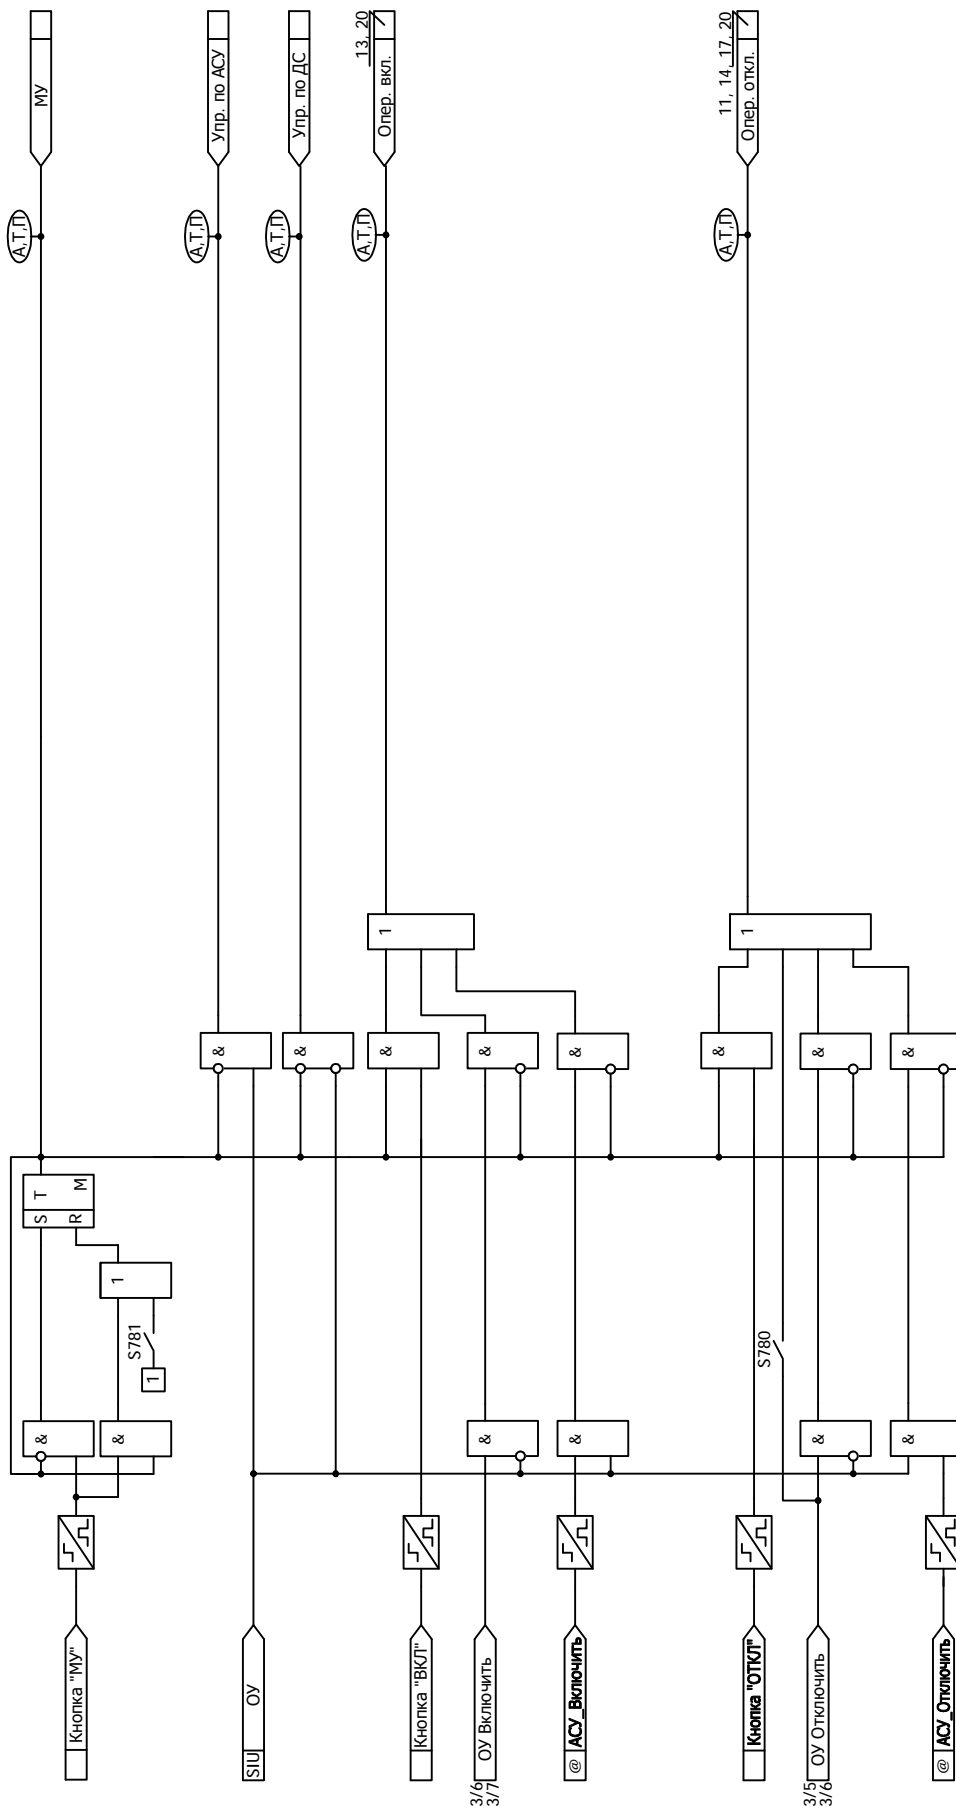 МУ
Упр. по АСУ
Упр. по ДС
13, 20
Опер. вкл.
11, 14, 17, 20
Опер. откл.
А,Т,П
А,Т,П
А,Т,П
А,Т,П
А,Т,П
1
1
&
&
&
&
&
&
&
&
S T
R M
1
S781
1
S780
&
&
&
&
&
&
Кнопка "МУ"
SIU ОУ
Кнопка "ВКЛ"
3/6
3/7
ОУ Включить
@ АСУ_Включить
Кнопка "ОТКЛ"
3/5
3/6
ОУ Отключить
@ АСУ_Отключить